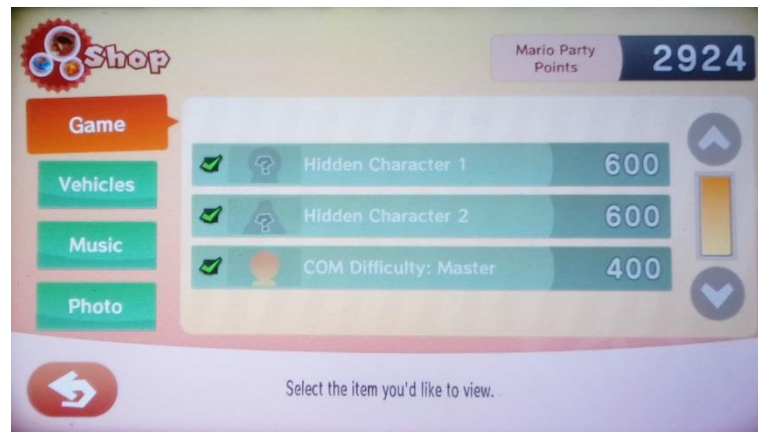 Shop
Mario Party
Points
2924
Game
Vehicles
Music
Photo
? Hidden Character 1 600
? Hidden Character 2 600
COM Difficulty: Master 400
Select the item you'd like to view.